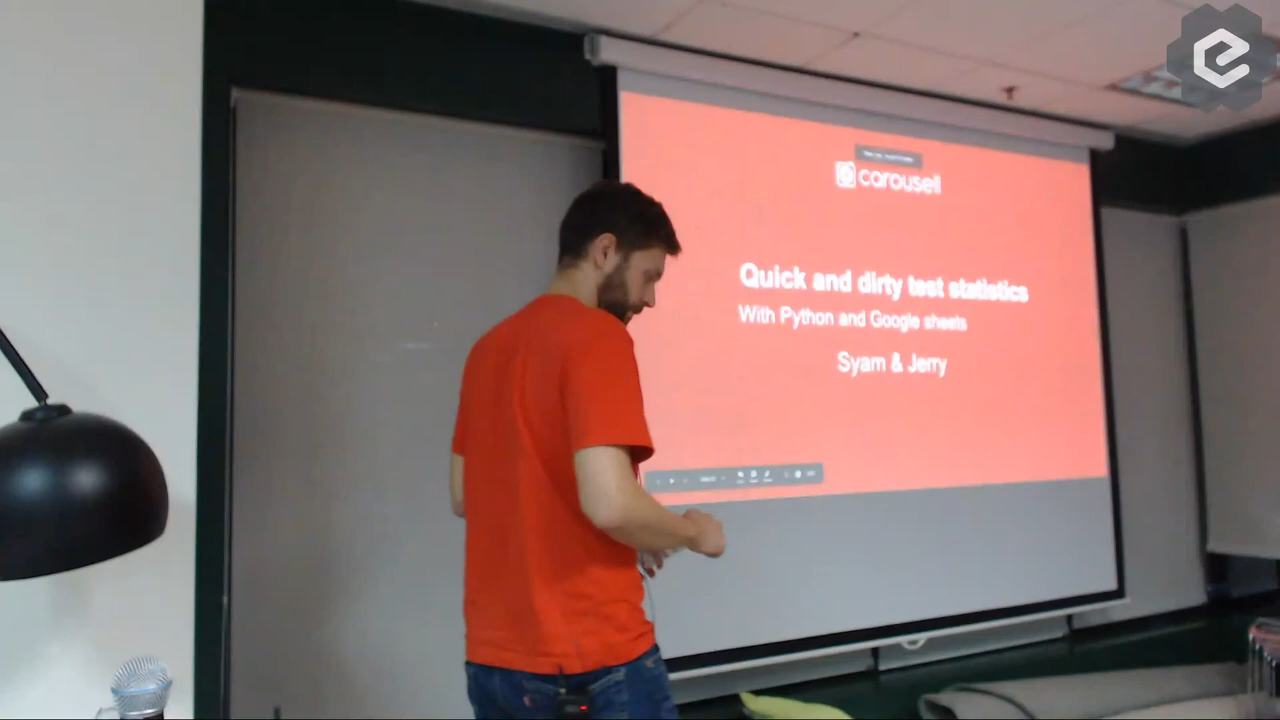 carousell
Quick and dirty test statistics
With Python and Google sheets
Syam & Jerry